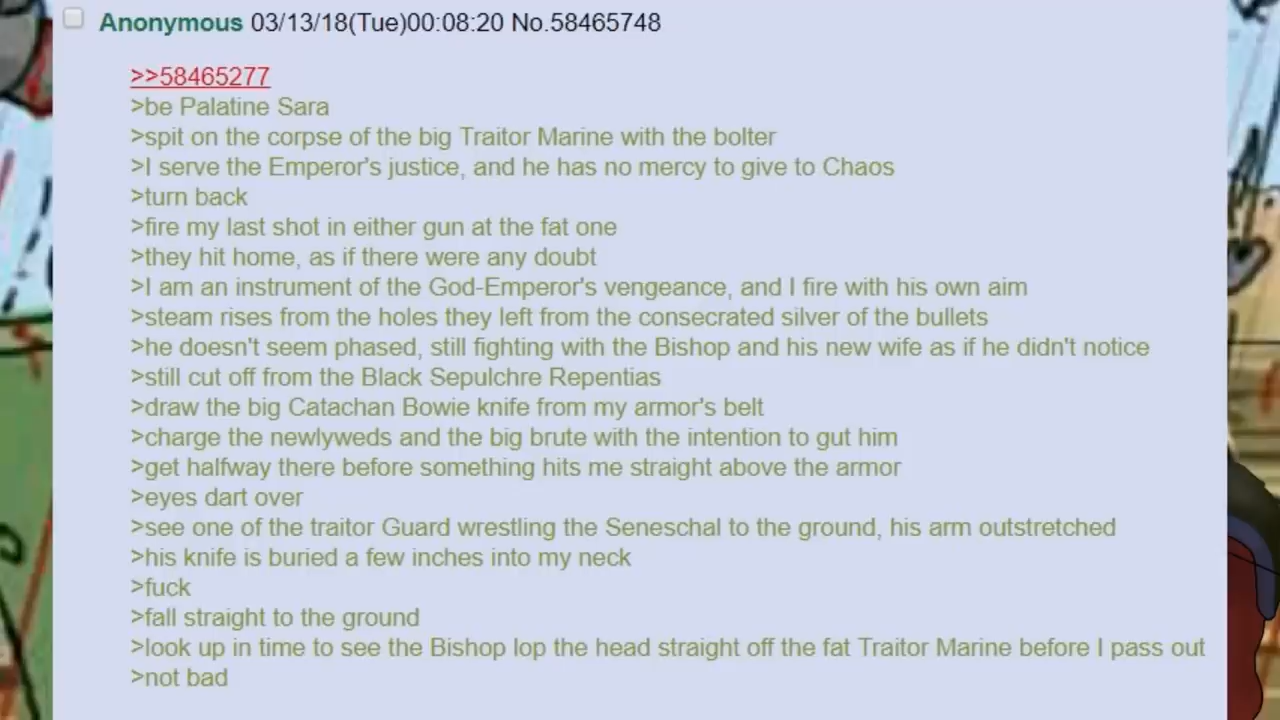 Anonymous 03/13/18(Tue)00:08:20 No.58465748
>>58465277
>be Palatine Sara
>spit on the corpse of the big Traitor Marine with the bolter
>I serve the Emperor's justice, and he has no mercy to give to Chaos
>turn back
>fire my last shot in either gun at the fat one
>they hit home, as if there were any doubt
>I am an instrument of the God-Emperor's vengeance, and I fire with his own aim
>steam rises from the holes they left from the consecrated silver of the bullets
>he doesn't seem phased, still fighting with the Bishop and his new wife as if he didn't notice
>still cut off from the Black Sepulchre Repentias
>draw the big Catachan Bowie knife from my armor's belt
>charge the newlyweds and the big brute with the intention to gut him
>get halfway there before something hits me straight above the armor
>eyes dart over
>see one of the traitor Guard wrestling the Seneschal to the ground, his arm outstretched
>his knife is buried a few inches into my neck
>fuck
>fall straight to the ground
>look up in time to see the Bishop lop the head straight off the fat Traitor Marine before I pass out
>not bad